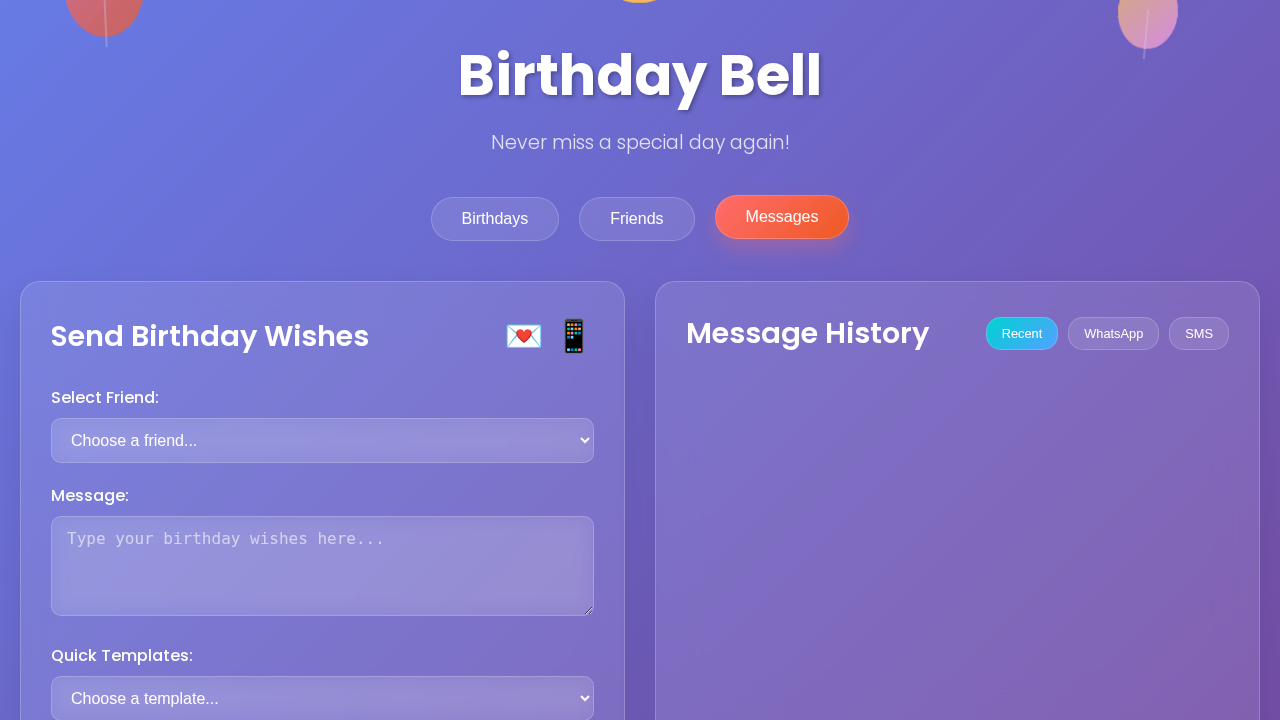 Birthday Bell
Never miss a special day again!
Birthdays
Friends
Messages
Send Birthday Wishes
Select Friend:
Choose a friend...
Message:
Type your birthday wishes here...
Quick Templates:
Choose a template...
Message History
Recent
WhatsApp
SMS